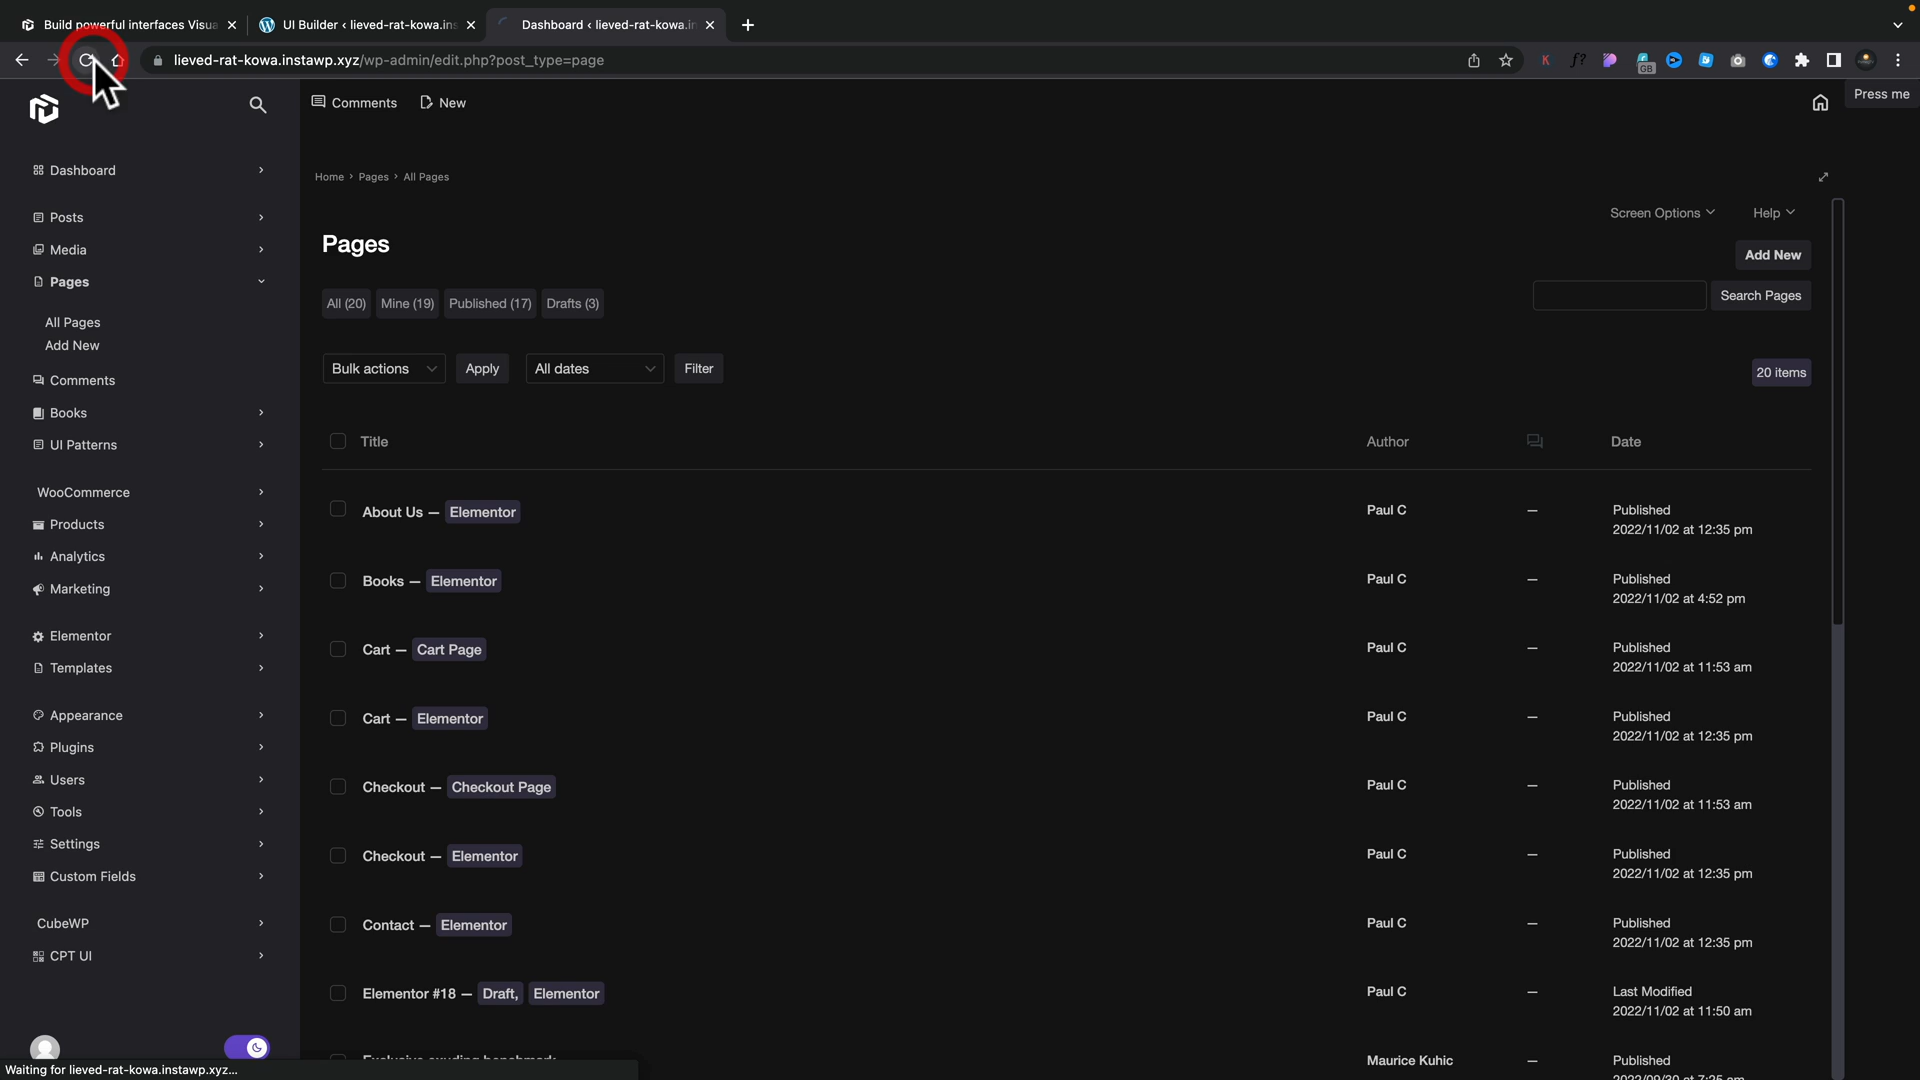 Build powerful interfaces Visua
UI Builder ‹ lieved-rat-kowa.ins
Dashboard ‹ lieved-rat-kowa.in
lieved-rat-kowa.instawp.xyz/wp-admin/edit.php?post_type=page
GB
Comments
New
Press me
Dashboard
Posts
Media
Pages
All Pages
Add New
Comments
Books
UI Patterns
WooCommerce
Products
Analytics
Marketing
Elementor
Templates
Appearance
Plugins
Users
Tools
Settings
Custom Fields
CubeWP
CPT UI
Waiting for lieved-rat-kowa.instawp.xyz...
Home › Pages › All Pages
Screen Options
Help
Pages
Add New
All (20)
Mine (19)
Published (17)
Drafts (3)
Search Pages
Bulk actions
Apply
All dates
Filter
20 items
Title
Author
Date
About Us — Elementor
Paul C
—
Published
2022/11/02 at 12:35 pm
Books — Elementor
Paul C
—
Published
2022/11/02 at 4:52 pm
Cart — Cart Page
Paul C
—
Published
2022/11/02 at 11:53 am
Cart — Elementor
Paul C
—
Published
2022/11/02 at 12:35 pm
Checkout — Checkout Page
Paul C
—
Published
2022/11/02 at 11:53 am
Checkout — Elementor
Paul C
—
Published
2022/11/02 at 12:35 pm
Contact — Elementor
Paul C
—
Published
2022/11/02 at 12:35 pm
Elementor #18 — Draft, Elementor
Paul C
—
Last Modified
2022/11/02 at 11:50 am
Maurice Kuhic
—
Published